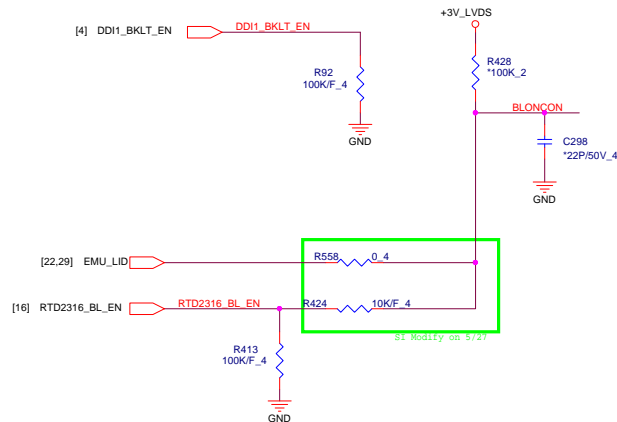 +3V_LVDS
[4] DDI1_BKLT_EN
DDI1_BKLT_EN
R428
*100K_2
R92
100K/F_4
GND
BLONCON
C298
*22P/50V_4
GND
[22,29] EMU_LID
R558
0_4
[16] RTD2316_BL_EN
RTD2316_BL_EN
R424
10K/F_4
SI Modify on 5/27
R413
100K/F_4
GND